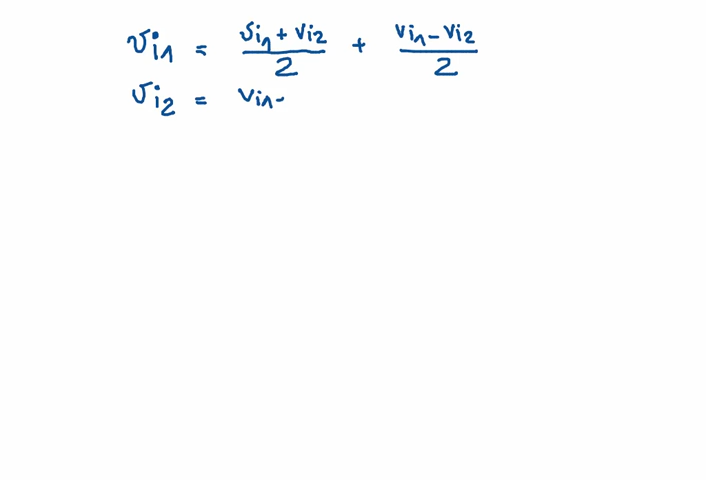 vi1 = (vi1 + vi2)/2 + (vi1 - vi2)/2
vi2 = vi1-